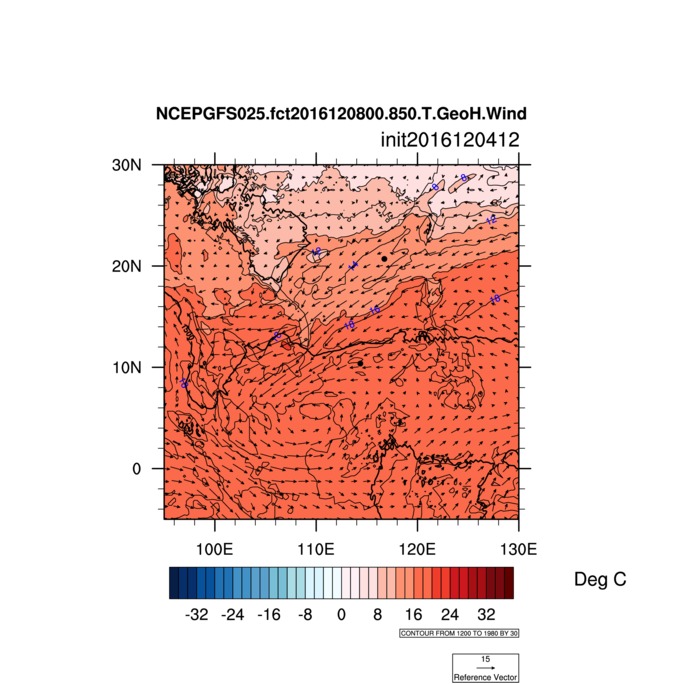 NCEPGFS025.fct2016120800.850.T.GeoH.Wind
init2016120412
30N
20N
10N
0
100E 110E 120E 130E
-32 -24 -16 -8 0 8 16 24 32
Deg C
CONTOUR FROM 1200 TO 1980 BY 30
15
Reference Vector